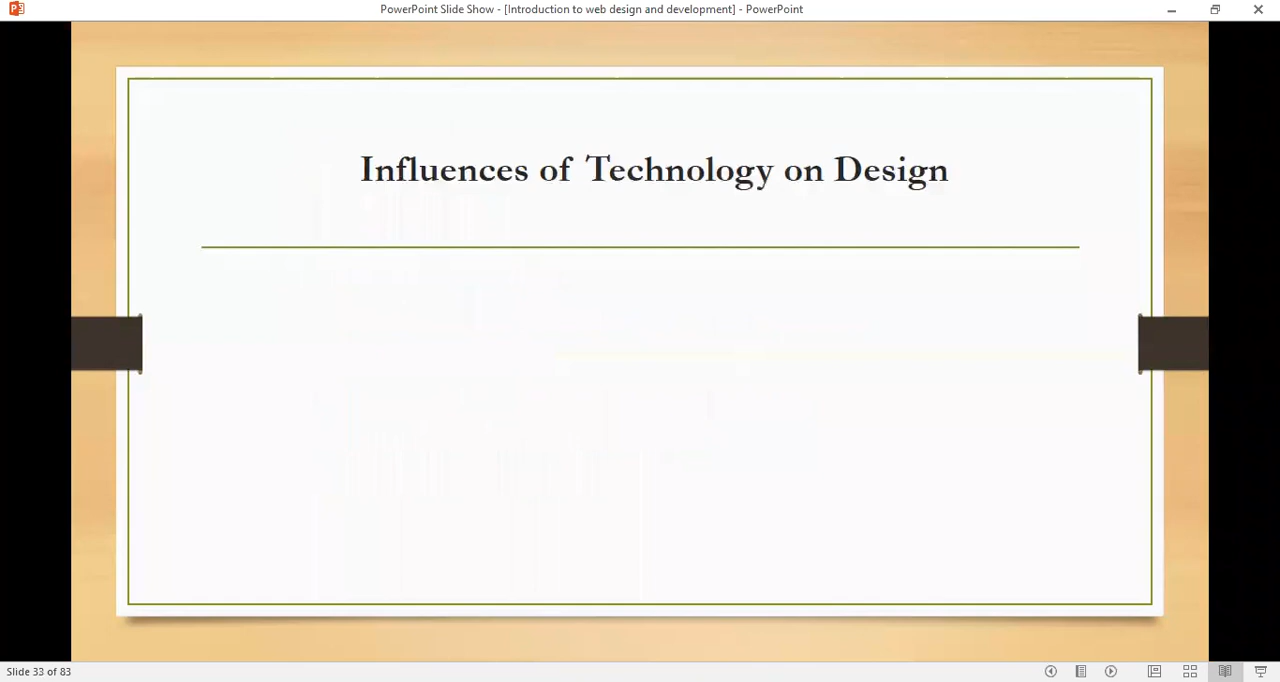 PowerPoint Slide Show - [Introduction to web design and development] - PowerPoint
Influences of Technology on Design
Slide 33 of 83